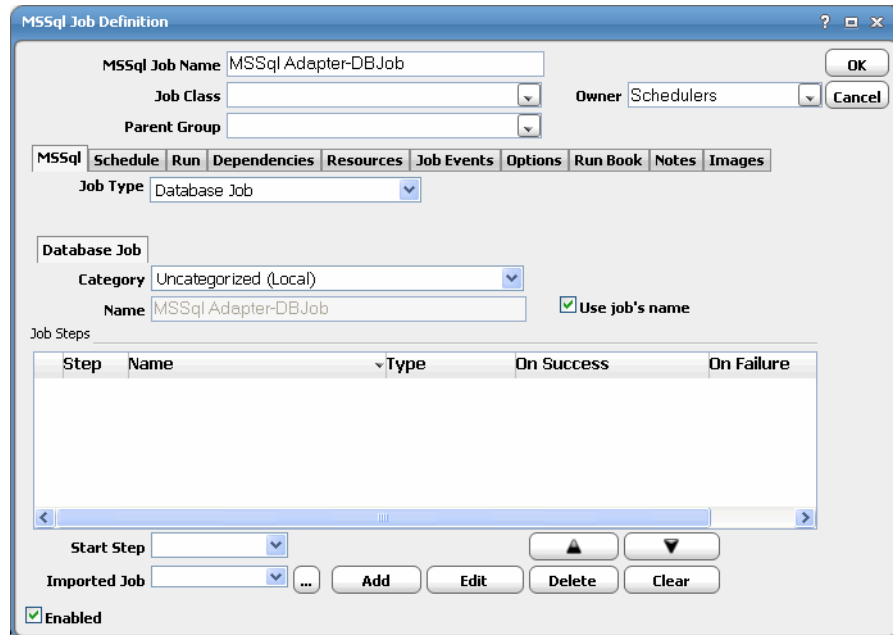 MSSql Job Definition
?
MSSql Job Name MSSql Adapter-DBJob OK
Job Class Owner Schedulers Cancel
Parent Group
MSSql Schedule Run Dependencies Resources Job Events Options Run Book Notes Images
Job Type Database Job
Database Job
Category Uncategorized (Local)
Name MSSql Adapter-DBJob Use job's name
Job Steps
Step Name Type On Success On Failure
Start Step
Imported Job ... Add Edit Delete Clear
Enabled